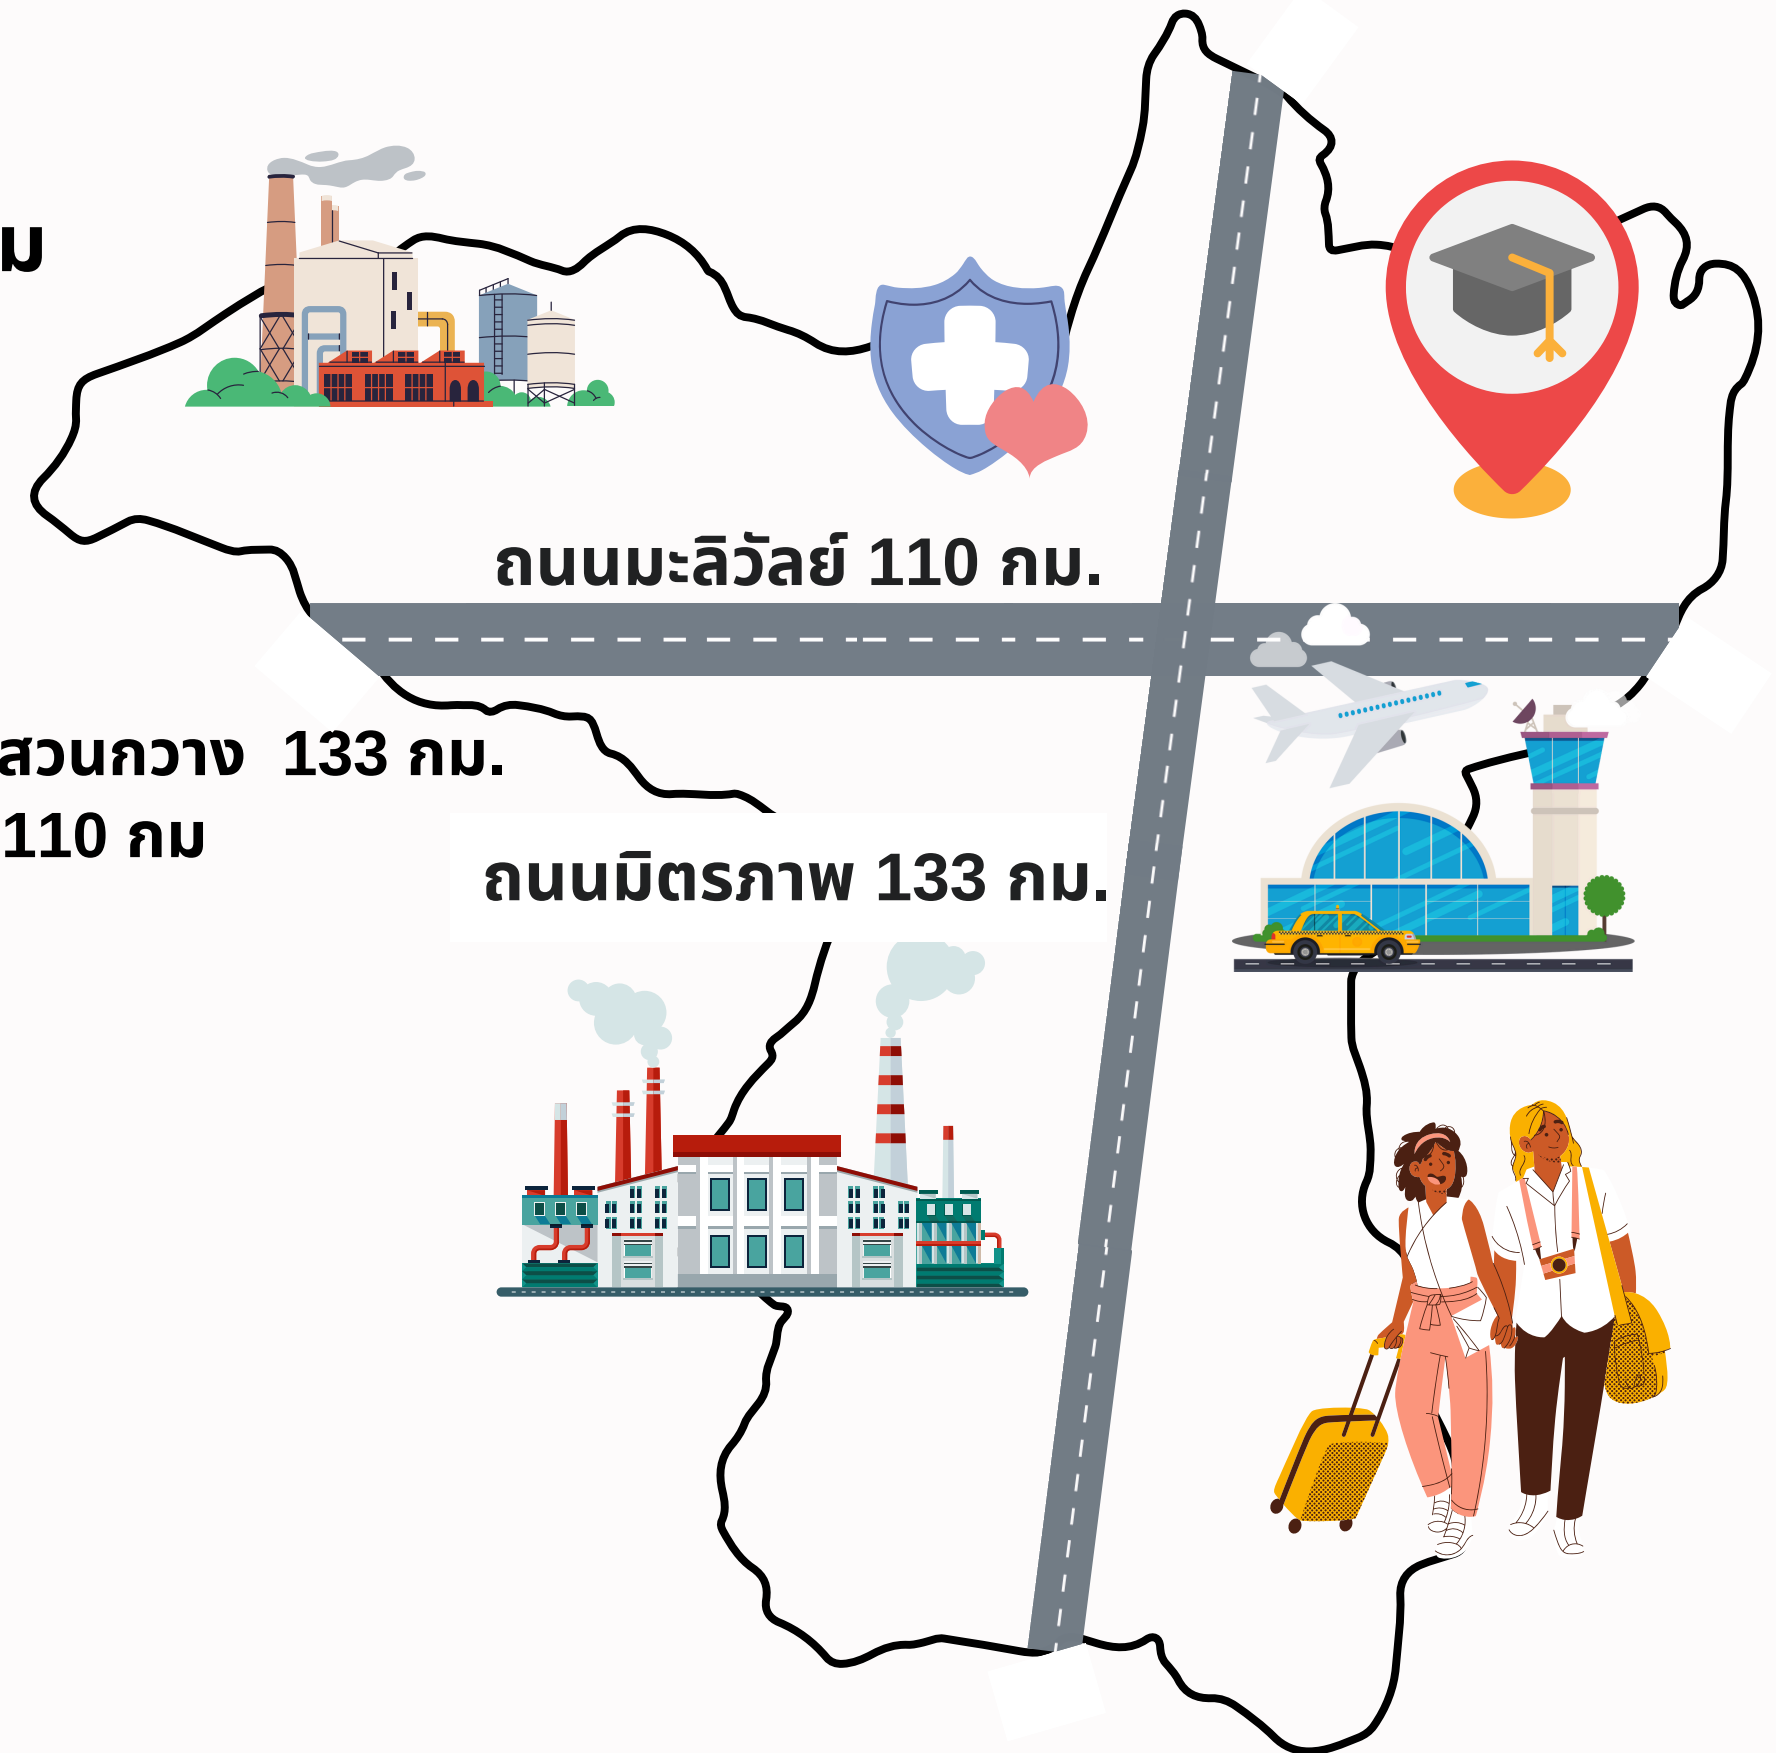 ม
ถนนมะลิวัลย์ 110 กม.
สวนกวาง 133 กม.
110 กม
ถนนมิตรภาพ 133 กม.